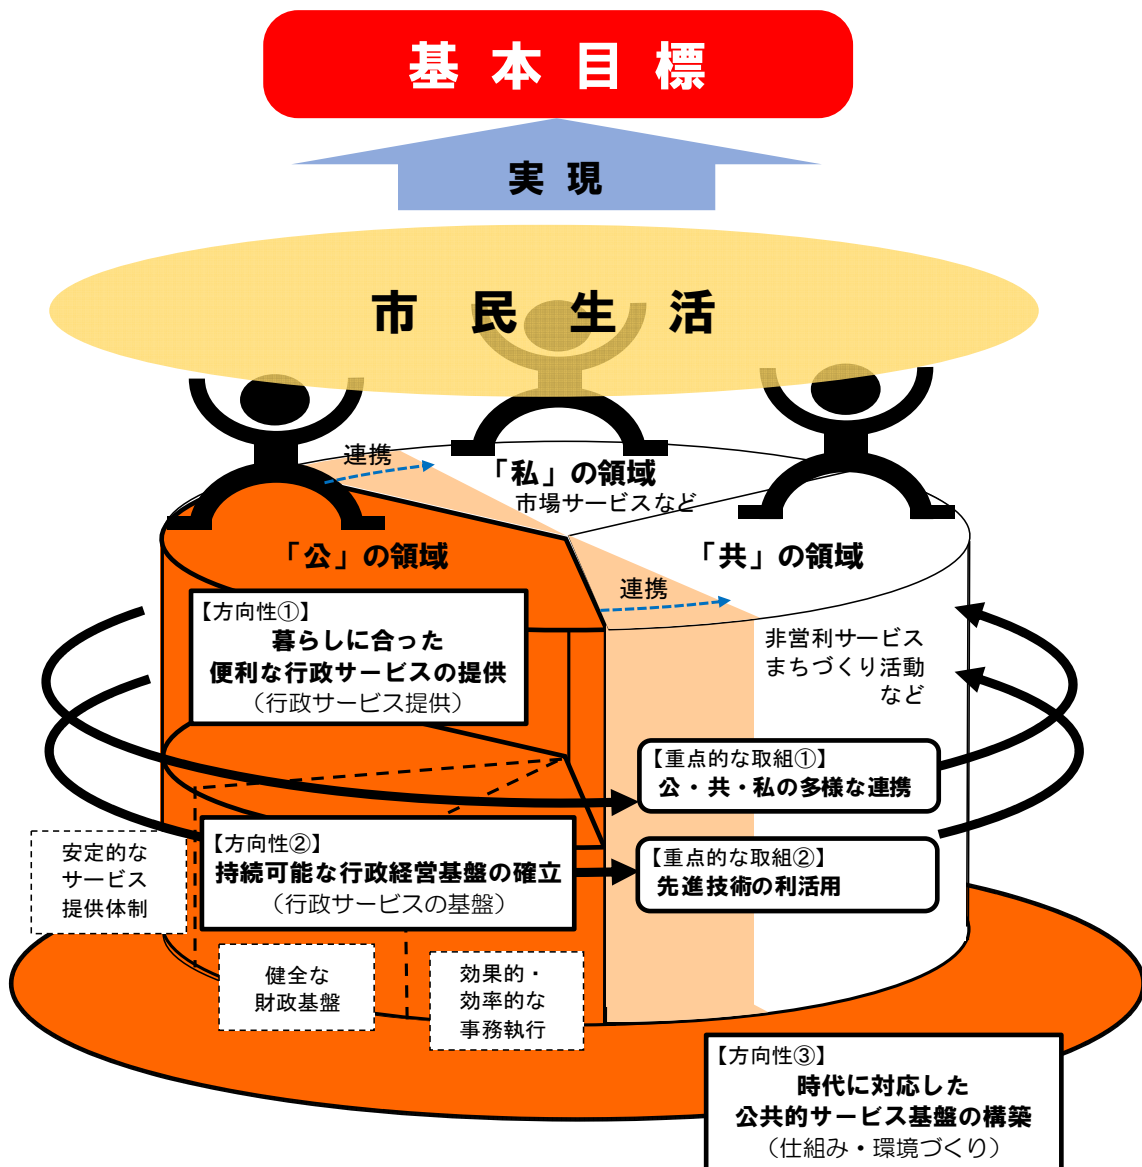 基本目標
実現
市民生活
連携
「私」の領域
市場サービスなど
「公」の領域
「共」の領域
連携
【方向性①】
暮らしに合った
便利な行政サービスの提供
（行政サービス提供）
非営利サービス
まちづくり活動
など
【重点的な取組①】
公・共・私の多様な連携
【方向性②】
持続可能な行政経営基盤の確立
（行政サービスの基盤）
【重点的な取組②】
先進技術の利活用
安定的な
サービス
提供体制
健全な
財政基盤
効果的・
効率的な
事務執行
【方向性③】
時代に対応した
公共的サービス基盤の構築
（仕組み・環境づくり）